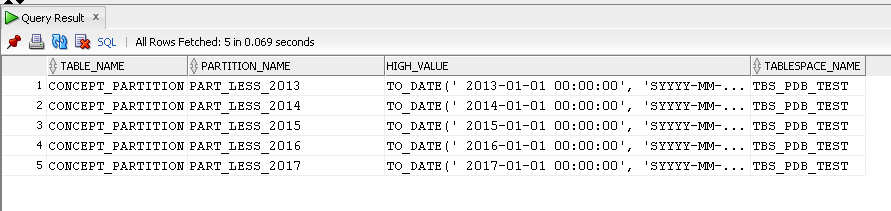 Query Result x
SQL | All Rows Fetched: 5 in 0.069 seconds
TABLE_NAME PARTITION_NAME HIGH_VALUE TABLESPACE_NAME
1 CONCEPT_PARTITION PART_LESS_2013 TO_DATE(' 2013-01-01 00:00:00', 'SYYYY-MM-... TBS_PDB_TEST
2 CONCEPT_PARTITION PART_LESS_2014 TO_DATE(' 2014-01-01 00:00:00', 'SYYYY-MM-... TBS_PDB_TEST
3 CONCEPT_PARTITION PART_LESS_2015 TO_DATE(' 2015-01-01 00:00:00', 'SYYYY-MM-... TBS_PDB_TEST
4 CONCEPT_PARTITION PART_LESS_2016 TO_DATE(' 2016-01-01 00:00:00', 'SYYYY-MM-... TBS_PDB_TEST
5 CONCEPT_PARTITION PART_LESS_2017 TO_DATE(' 2017-01-01 00:00:00', 'SYYYY-MM-... TBS_PDB_TEST